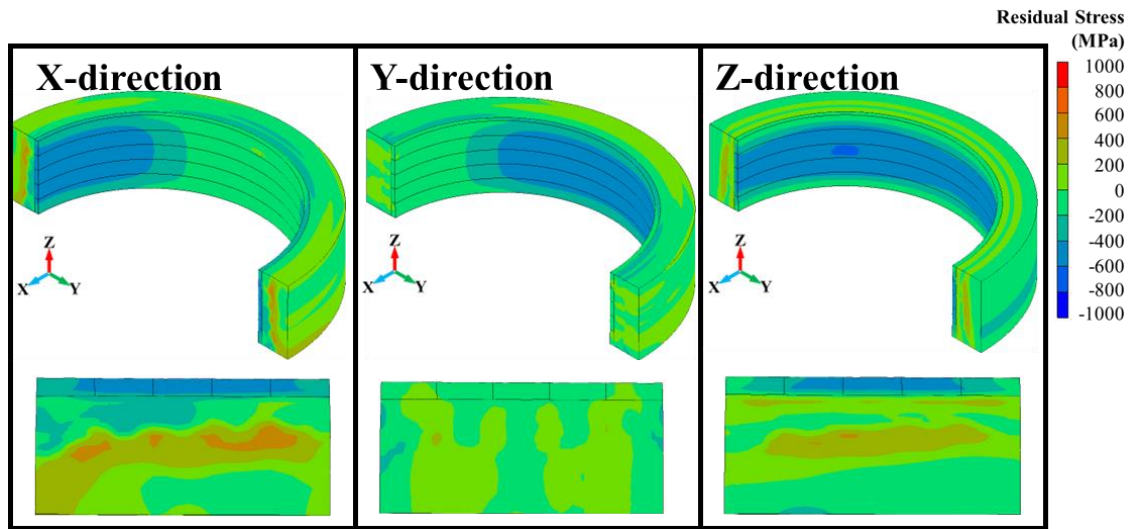 Residual Stress
(MPa)
X-direction
Y-direction
Z-direction
1000
800
600
400
200
0
-200
-400
-600
-800
-1000
Z
X
Y
Z
X
Y
Z
X
Y